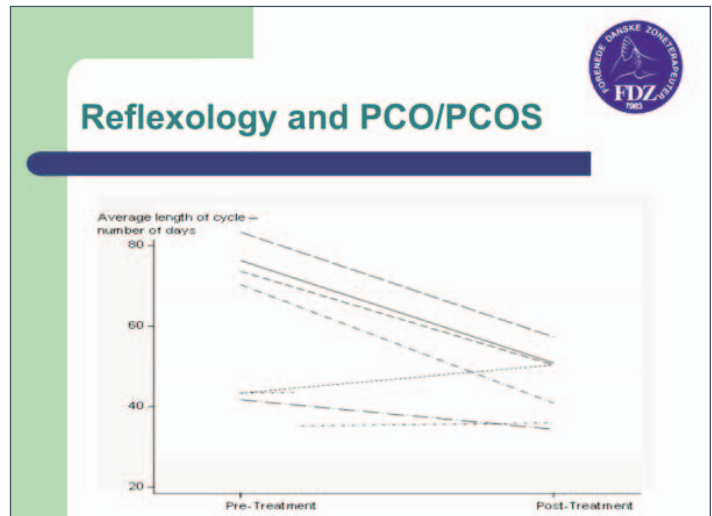 FORENEDE DANSKE ZONETERAPEUTER
FDZ
1983
Reflexology and PCO/PCOS
Average length of cycle –
number of days
80
60
40
20
Pre-Treatment
Post-Treatment